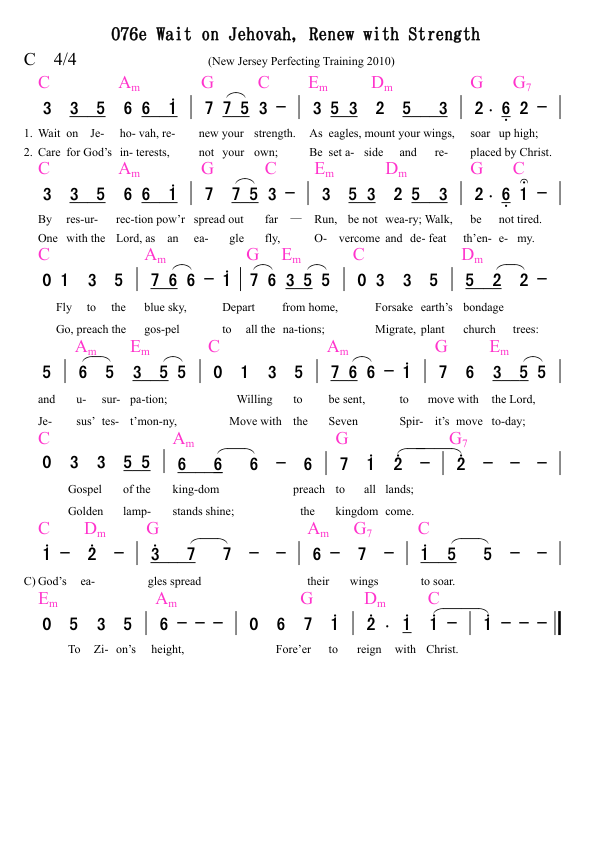 076e Wait on Jehovah, Renew with Strength
C 4/4 (New Jersey Perfecting Training 2010)
C Am G C Em Dm G G7
3 3 5 6 6 i | 7 7 5 3 – | 3 5 3 2 5 3 | 2 · 6 2 – |
1. Wait on Je- ho- vah, re- new your strength. As eagles, mount your wings, soar up high;
2. Care for God's in- terests, not your own; Be set a- side and re- placed by Christ.
C Am G C Em Dm G C
3 3 5 6 6 i | 7 7 5 3 – | 3 5 3 2 5 3 | 2 · 6 1 – |
By res-ur- rec-tion pow'r spread out far — Run, be not wea-ry; Walk, be not tired.
One with the Lord, as an ea- gle fly, O- vercome and de- feat th'en- e- my.
C Am G Em C Dm
0 1 3 5 | 7 6 6 – i | 7 6 3 5 5 | 0 3 3 5 | 5 2 2 –
Fly to the blue sky, Depart from home, Forsake earth's bondage
Go, preach the gos-pel to all the na-tions; Migrate, plant church trees:
Am Em C Am G Em
5 | 6 5 3 5 5 | 0 1 3 5 | 7 6 6 – i | 7 6 3 5 5 |
and u- sur- pa-tion; Willing to be sent, to move with the Lord,
Je- sus' tes- t'mon-ny, Move with the Seven Spir- it's move to-day;
C Am G G7
0 3 3 5 5 | 6 6 6 – 6 | 7 i 2 – | 2 – – – |
Gospel of the king-dom preach to all lands;
Golden lamp- stands shine; the kingdom come.
C Dm G Am G7 C
i – 2 – | 3 7 7 – – | 6 – 7 – | i 5 5 – – |
C) God's ea- gles spread their wings to soar.
Em Am G Dm C
0 5 3 5 | 6 – – – | 0 6 7 i | 2 · i i – | i – – – ‖
To Zi- on's height, Fore'er to reign with Christ.